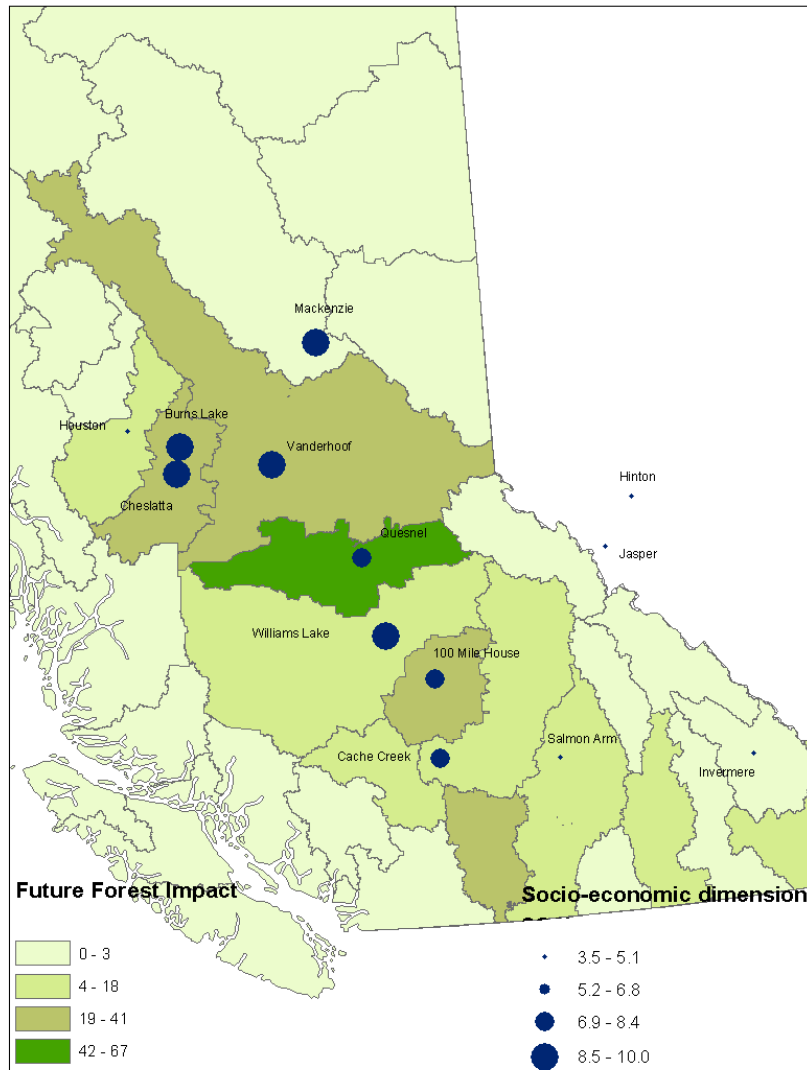 Mackenzie
Burns Lake
Houston
Vanderhoof
Hinton
Cheslatta
Quesnel
Jasper
Williams Lake
100 Mile House
Salmon Arm
Cache Creek
Invermere
Future Forest Impact
0 - 3
4 - 18
19 - 41
42 - 67
Socio-economic dimension
3.5 - 5.1
5.2 - 6.8
6.9 - 8.4
8.5 - 10.0